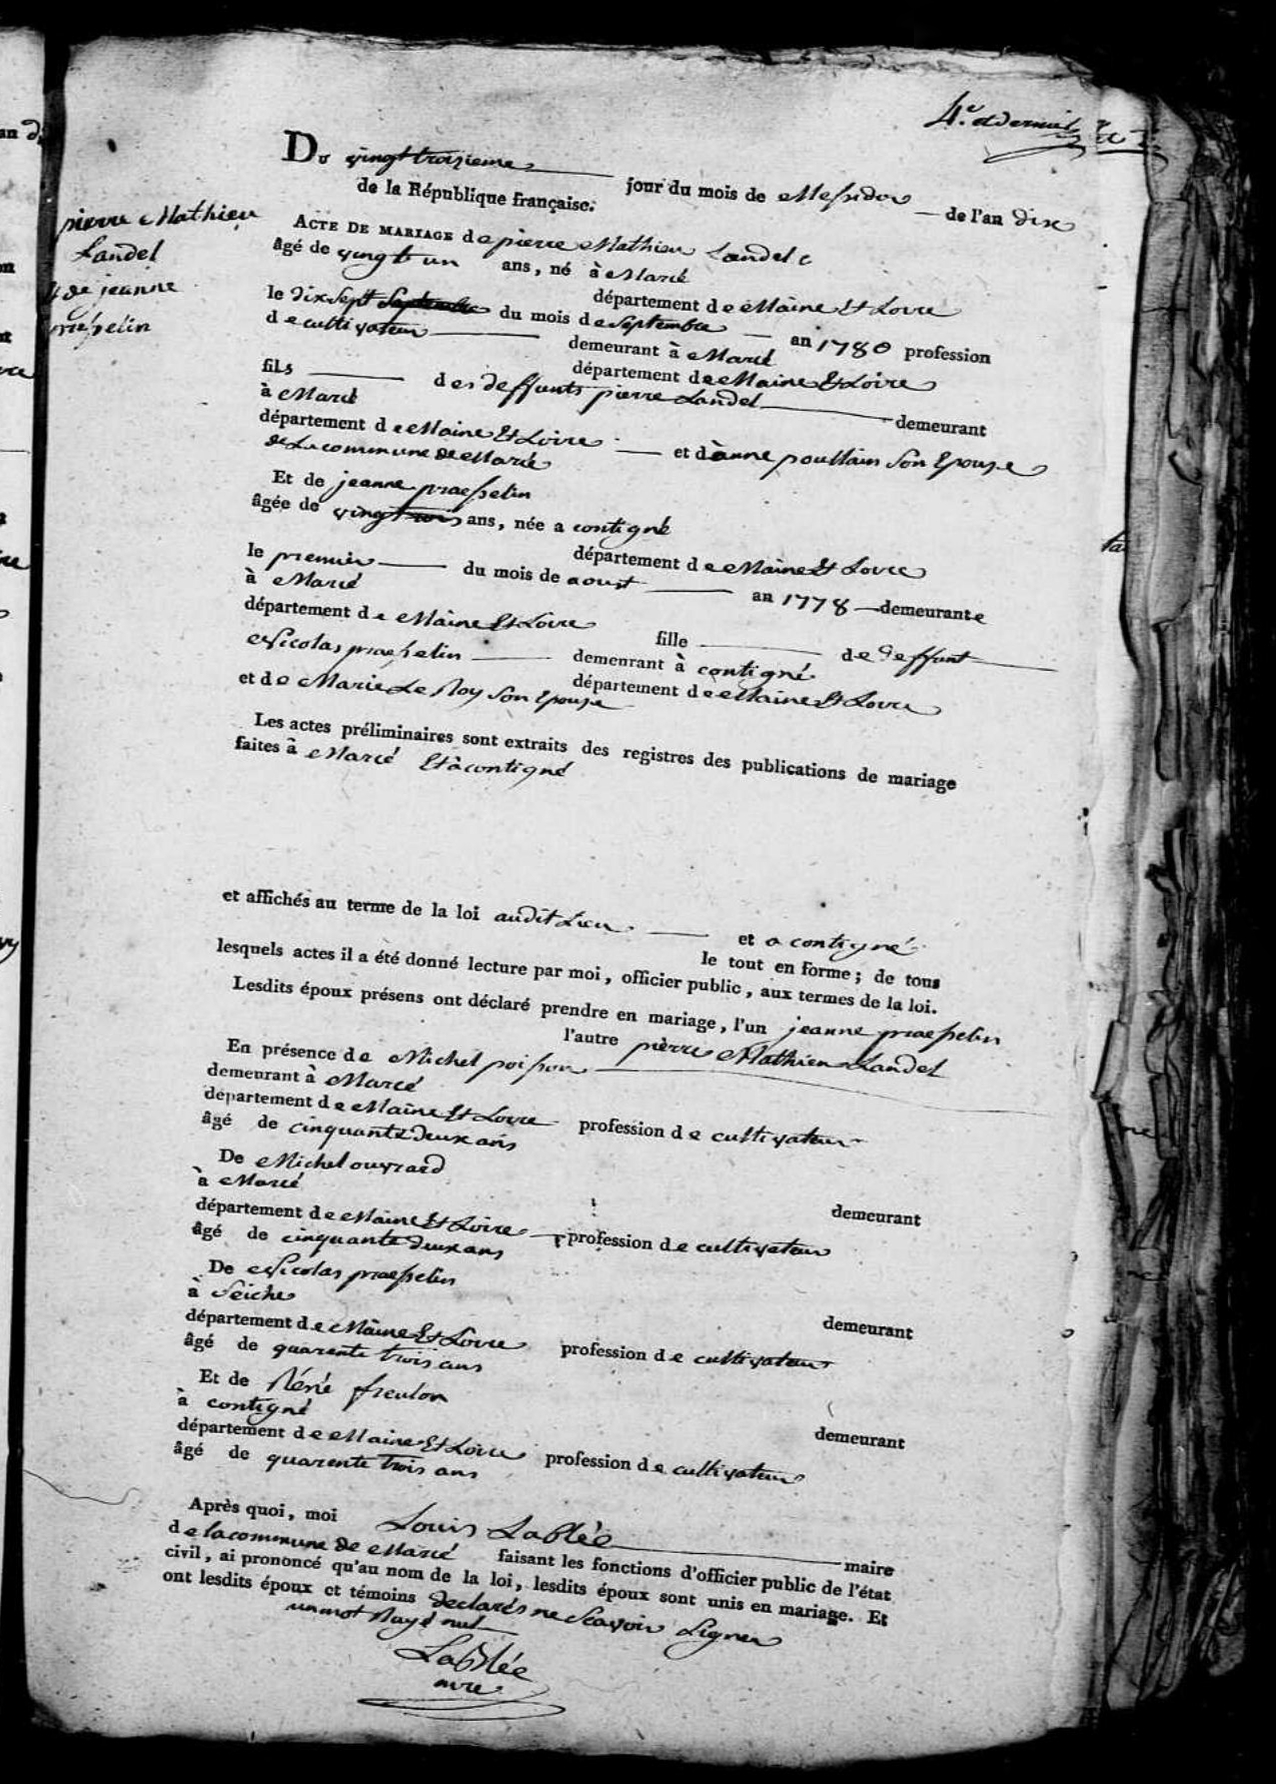 4.e et dernier
Du vingt troisieme jour du mois de Messidor de l'an dix
de la République française.
pierre Mathieu
Landel
& de jeanne
ACTE DE MARIAGE de pierre Mathieu Landel
âgé de vingt un ans, né à Marcé
département de Maine Et Loire
le dix sept Septembre du mois de Septembre an 1780 profession
de cultivateur demeurant à Marcé
département de Maine Et Loire
fils des deffunts pierre Landel demeurant
à Marcé
département de Maine Et Loire et d'anne poullain Son Epouse
de La commune de Marcé
Et de jeanne
âgée de vingt trois ans, née a contigné
département de Maine Et Loire
le premier du mois de aoust an 1778 demeurante
à Marcé
département de Maine Et Loire fille de deffunt
Nicolas demeurant à contigné
département de Maine Et Loire
et de Marie Le Roy Son Epouse
Les actes préliminaires sont extraits des registres des publications de mariage
faites à Marcé Et à contigné
et affichés au terme de la loi audit Lieu et a contigné
le tout en forme ; de tous
lesquels actes il a été donné lecture par moi, officier public, aux termes de la loi.
Lesdits époux présens ont déclaré prendre en mariage, l'un jeanne
l'autre pierre Mathieu Landel
En présence de Michel poisson
demeurant à Marcé
département de Maine Et Loire profession de cultivateur
âgé de cinquante deux ans
De Michel ouvrard demeurant
à Marcé
département de Maine Et Loire profession de cultivateur
âgé de cinquante deux ans
De Nicolas demeurant
à Seiches
département de Maine Et Loire profession de cultivateur
âgé de quarente trois ans
Et de Réné freulon demeurant
à contigné
département de Maine Et Loire profession de cultivateur
âgé de quarente trois ans
Après quoi, moi Louis Lablée maire
de la commune de Marcé faisant les fonctions d'officier public de l'état
civil, ai prononcé qu'au nom de la loi, lesdits époux sont unis en mariage. Et
ont lesdits époux et témoins declarés ne Scavoir Signer
un mot Rayé nul
Lablée
mre